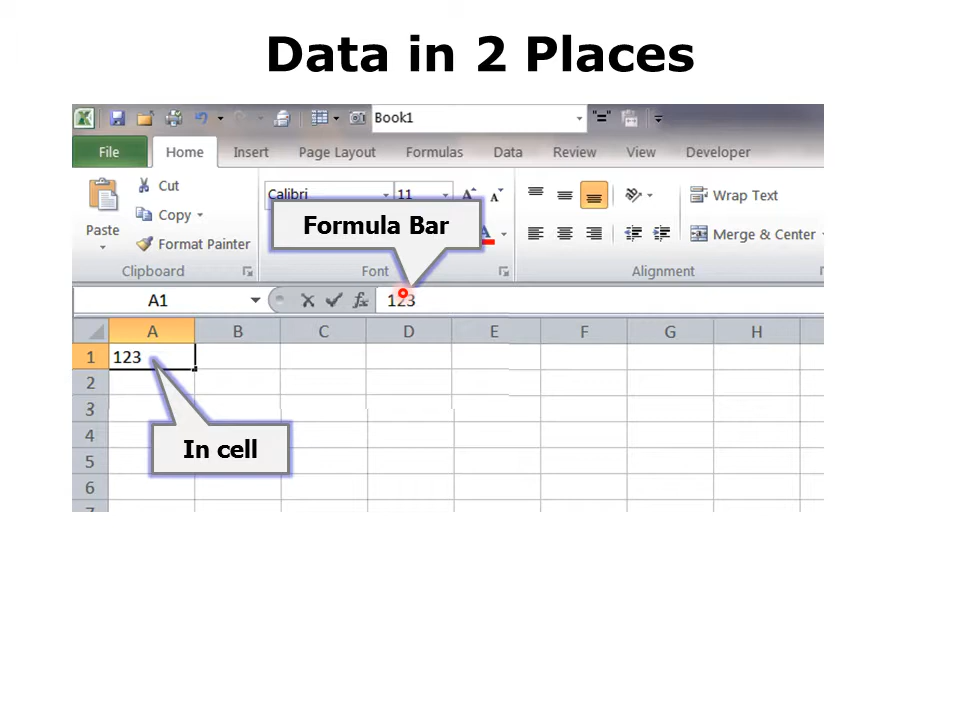 Data in 2 Places
Book1
"="
File Home Insert Page Layout Formulas Data Review View Developer
Cut
Calibri 11
Wrap Text
Copy
Formula Bar
Paste
Format Painter
A
Merge & Center
Clipboard Font Alignment
A1 fx 123
A B C D E F G H
1 123
2
3
4
In cell
5
6